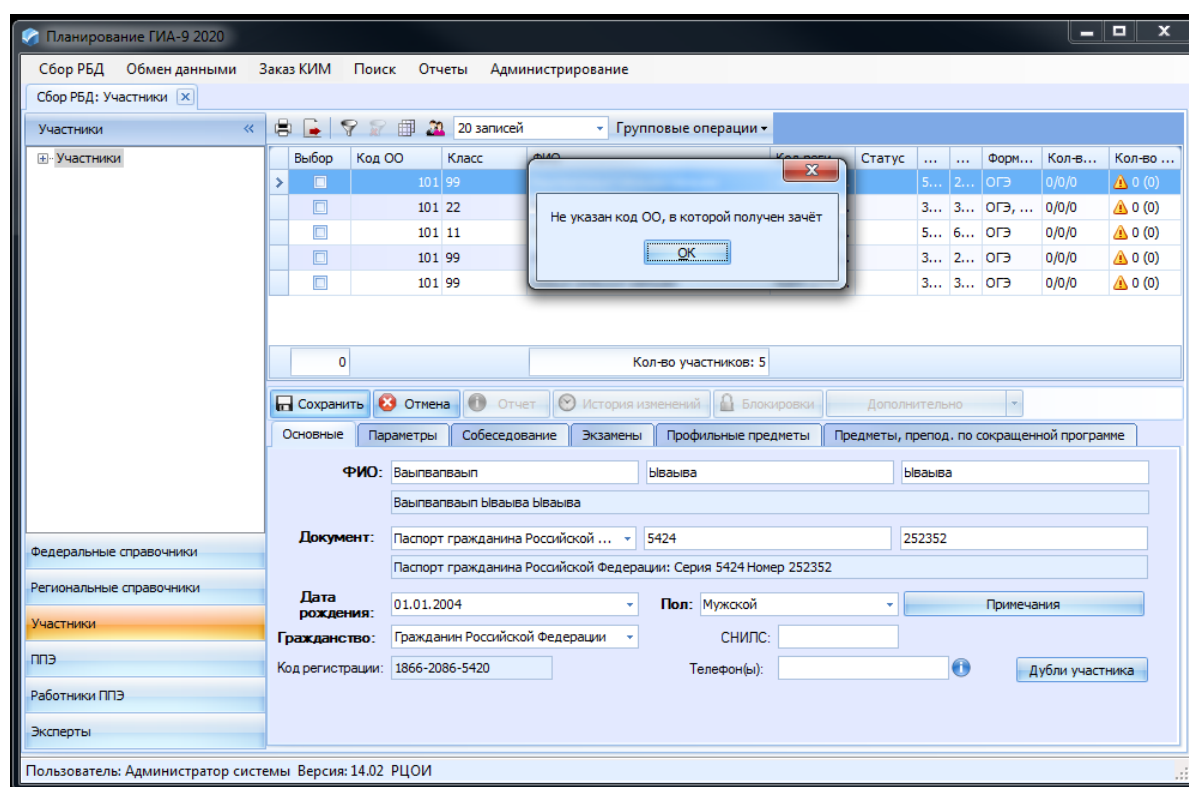 Планирование ГИА-9 2020
Сбор РБД Обмен данными Заказ КИМ Поиск Отчеты Администрирование
Сбор РБД: Участники
Участники
Участники
20 записей Групповые операции
Выбор Код ОО Класс ФИО Код реги... Статус ... ... Форм... Кол-в... Кол-во ...
101 99 5... 2... ОГЭ 0/0/0 0 (0)
101 22 3... 3... ОГЭ, ... 0/0/0 0 (0)
101 11 5... 6... ОГЭ 0/0/0 0 (0)
101 99 3... 2... ОГЭ 0/0/0 0 (0)
101 99 3... 3... ОГЭ 0/0/0 0 (0)
Не указан код ОО, в которой получен зачёт
OK
0 Кол-во участников: 5
Сохранить Отмена Отчет История изменений Блокировки Дополнительно
Основные Параметры Собеседование Экзамены Профильные предметы Предметы, препод. по сокращенной программе
ФИО: Ваыпвапваып Ываыва Ываыва
Ваыпвапваып Ываыва Ываыва
Документ: Паспорт гражданина Российской ... 5424 252352
Паспорт гражданина Российской Федерации: Серия 5424 Номер 252352
Дата рождения: 01.01.2004 Пол: Мужской Примечания
Гражданство: Гражданин Российской Федерации СНИЛС:
Код регистрации: 1866-2086-5420 Телефон(ы): Дубли участника
Федеральные справочники
Региональные справочники
Участники
ППЭ
Работники ППЭ
Эксперты
Пользователь: Администратор системы Версия: 14.02 РЦОИ